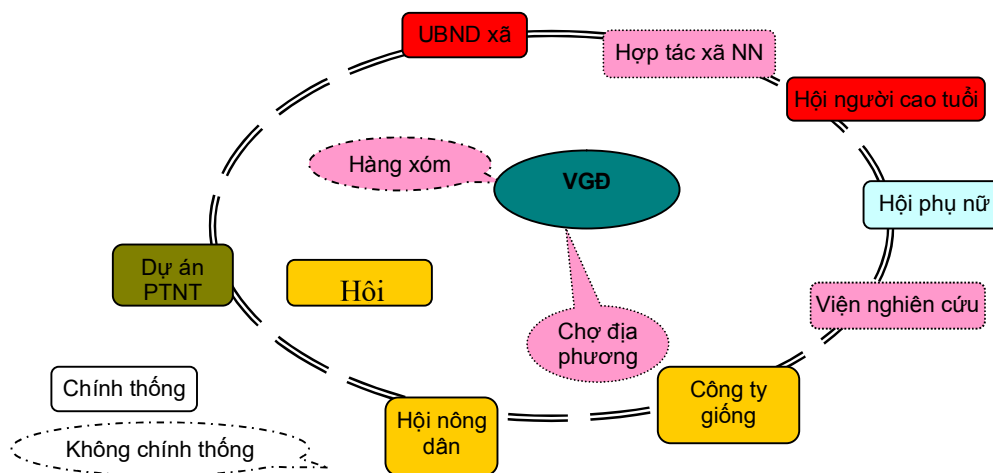 UBND xã
Hợp tác xã NN
Hội người cao tuổi
Hàng xóm
VGĐ
Hội phụ nữ
Dự án
PTNT
Hôi
Viện nghiên cứu
Chợ địa
phương
Chính thống
Công ty
giống
Hội nông
dân
Không chính thống